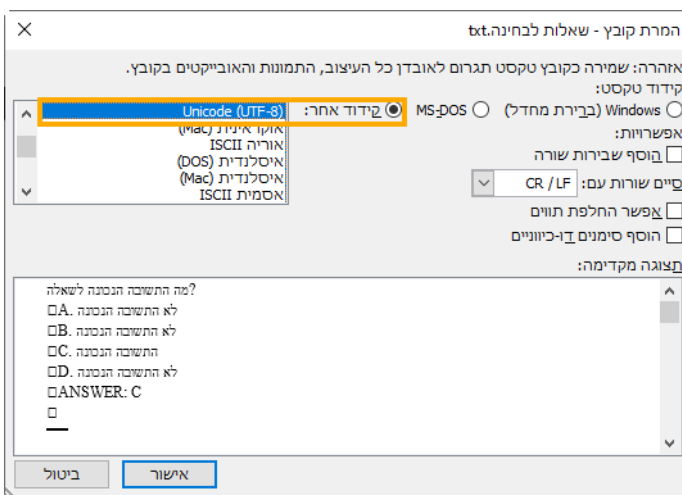 המרת קובץ - שאלות לבחינה.txt
אזהרה: שמירה כקובץ טקסט תגרום לאובדן כל העיצוב, התמונות והאובייקטים בקובץ.
קידוד טקסט:
Windows (ברירת מחדל) MS-DOS קידוד אחר: Unicode (UTF-8)
אוקראינית (Mac)
אוריה ISCII
איסלנדית (DOS)
איסלנדית (Mac)
אסמית ISCII
אפשרויות:
הוסף שבירות שורה
סיים שורות עם: CR / LF
אפשר החלפת תווים
הוסף סימנים דו-כיווניים
תצוגה מקדימה:
?מה התשובה הנכונה לשאלה
□A. לא התשובה הנכונה
□B. לא התשובה הנכונה
□C. התשובה הנכונה
□D. לא התשובה הנכונה
□ANSWER: C
□
אישור ביטול